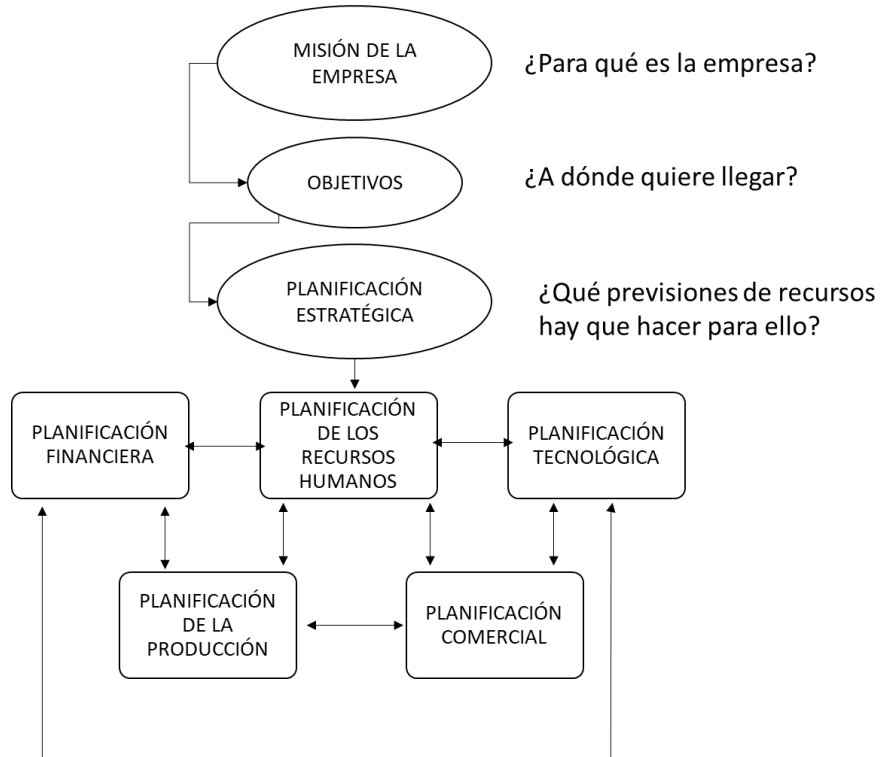 MISIÓN DE LA
EMPRESA
¿Para qué es la empresa?
OBJETIVOS
¿A dónde quiere llegar?
PLANIFICACIÓN
ESTRATÉGICA
¿Qué previsiones de recursos
hay que hacer para ello?
PLANIFICACIÓN
FINANCIERA
PLANIFICACIÓN
DE LOS
RECURSOS
HUMANOS
PLANIFICACIÓN
TECNOLÓGICA
PLANIFICACIÓN
DE LA
PRODUCCIÓN
PLANIFICACIÓN
COMERCIAL